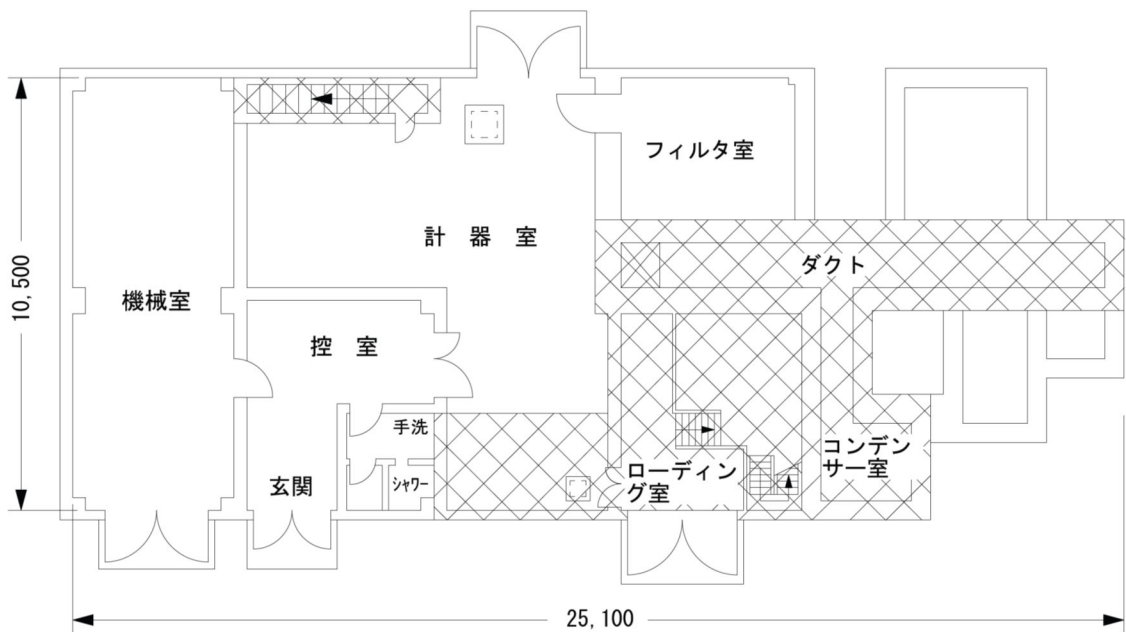 フィルタ室
計 器 室
ダクト
10,500
機械室
控 室
手洗
コンデン
サー室
ローディン
グ室
玄関
シャワー
25,100